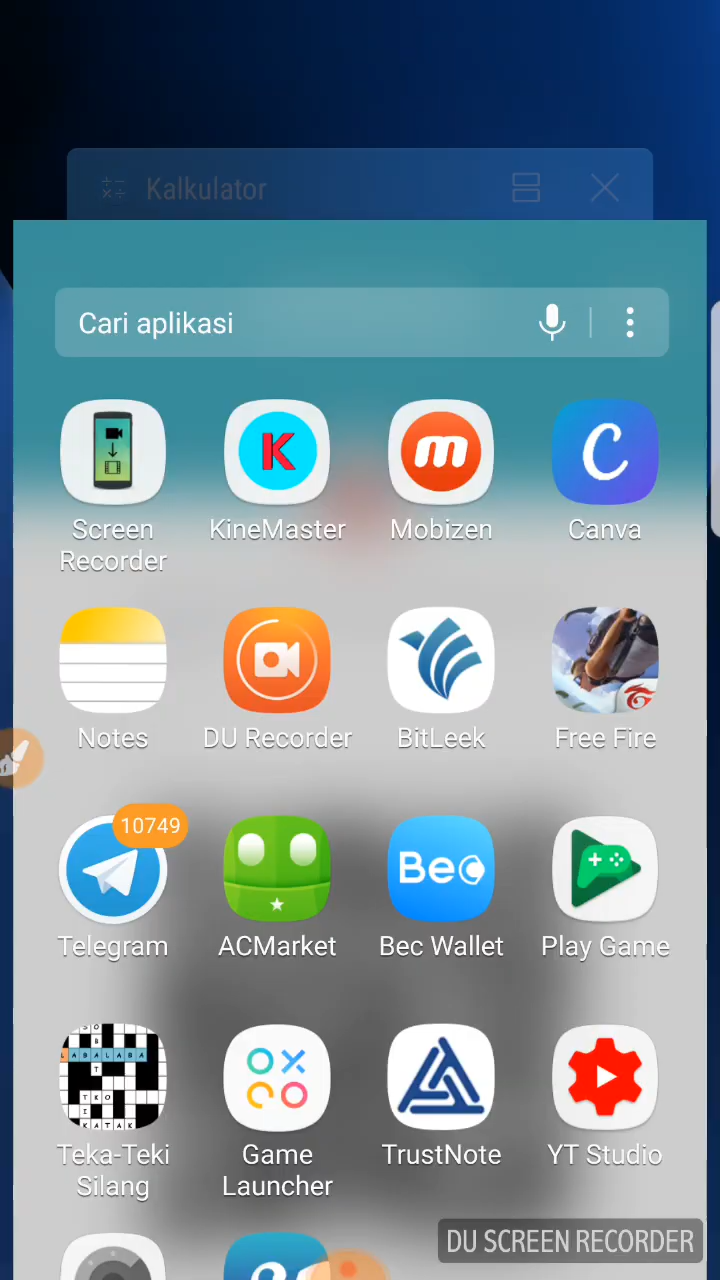 Kalkulator
Cari aplikasi
K
m
C
Screen
Recorder
KineMaster
Mobizen
Canva
Notes
DU Recorder
BitLeek
Free Fire
10749
Bec
Telegram
ACMarket
Bec Wallet
Play Game
Teka-Teki
Silang
Game
Launcher
TrustNote
YT Studio
DU SCREEN RECORDER